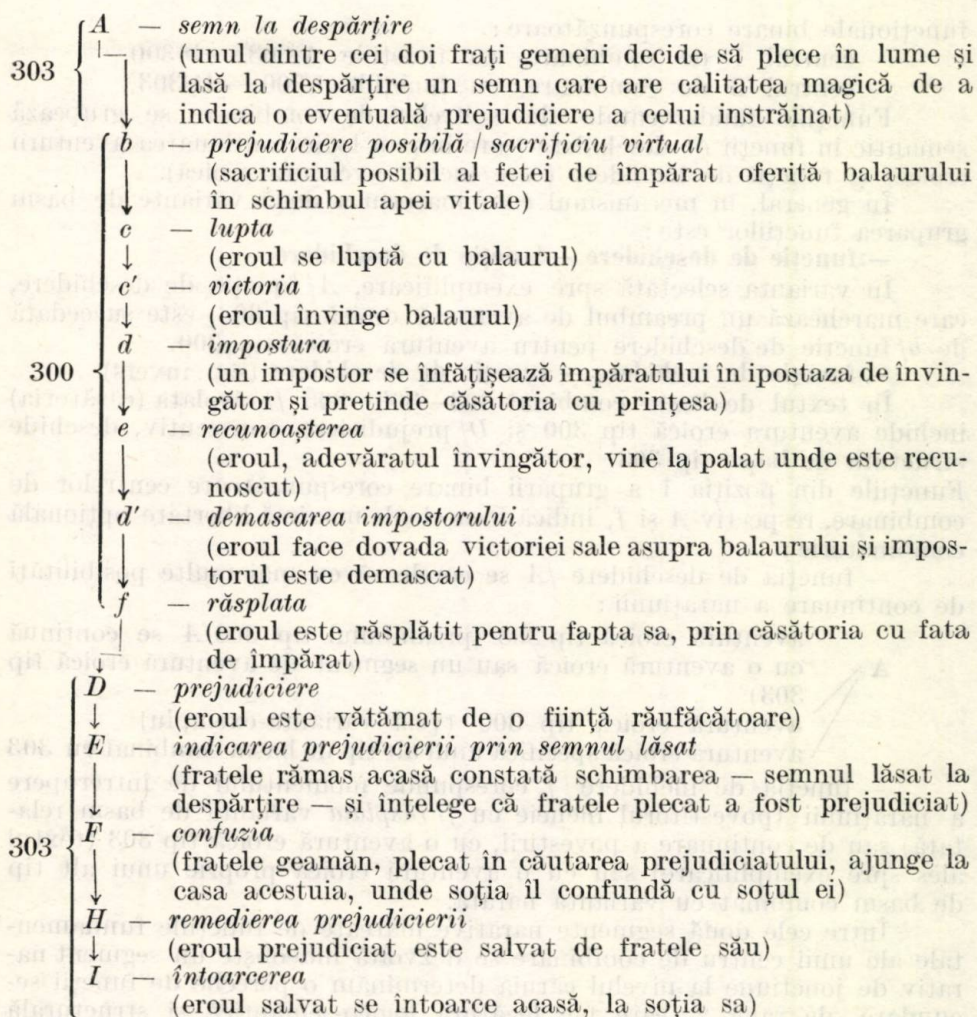 A — semn la despărțire
303 (unul dintre cei doi frați gemeni decide să plece în lume și
lasă la despărțire un semn care are calitatea magică de a
indica o eventuală prejudiciere a celui instrăinat)
b — prejudiciere posibilă / sacrificiu virtual
(sacrificiul posibil al fetei de împărat oferită balaurului
în schimbul apei vitale)
c — lupta
(eroul se luptă cu balaurul)
c' — victoria
(eroul învinge balaurul)
d — impostura
300 (un impostor se înfățișează împăratului în ipostaza de învin-
gător și pretinde căsătoria cu prințesa)
e — recunoașterea
(eroul, adevăratul învingător, vine la palat unde este recu-
noscut)
d' — demascarea impostorului
(eroul face dovada victoriei sale asupra balaurului și impos-
torul este demascat)
f — răsplata
(eroul este răsplătit pentru fapta sa, prin căsătoria cu fata
de împărat)
D — prejudiciere
(eroul este vătămat de o ființă răufăcătoare)
E — indicarea prejudicierii prin semnul lăsat
(fratele rămas acasă constată schimbarea — semnul lăsat la
despărțire — și înțelege că fratele plecat a fost prejudiciat)
303 F — confuzia
(fratele geamăn, plecat în căutarea prejudiciatului, ajunge la
casa acestuia, unde soția îl confundă cu soțul ei)
H — remedierea prejudicierii
(eroul prejudiciat este salvat de fratele său)
I — întoarcerea
(eroul salvat se întoarce acasă, la soția sa)